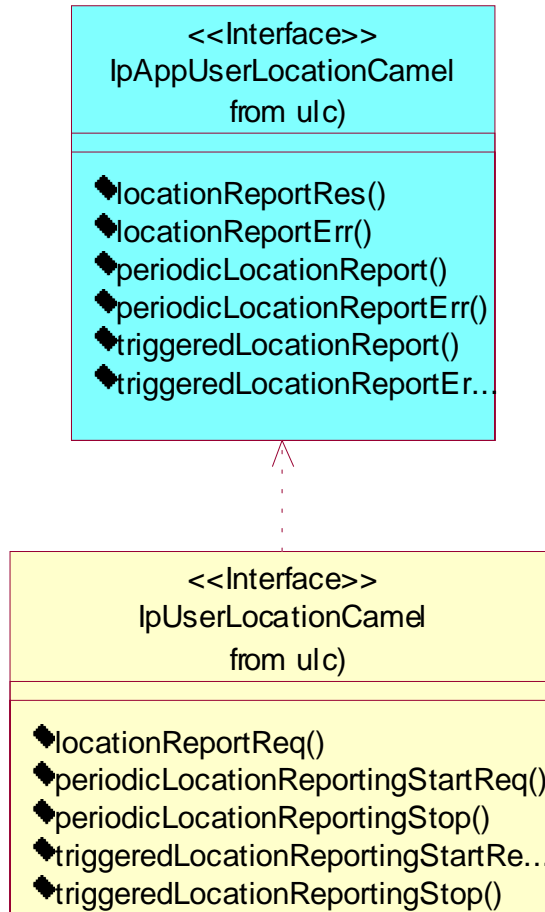 <<Interface>>
IpAppUserLocationCamel
from ulc)
locationReportRes()
locationReportErr()
periodicLocationReport()
periodicLocationReportErr()
triggeredLocationReport()
triggeredLocationReportEr...
<<Interface>>
IpUserLocationCamel
from ulc)
locationReportReq()
periodicLocationReportingStartReq()
periodicLocationReportingStop()
triggeredLocationReportingStartRe...
triggeredLocationReportingStop()